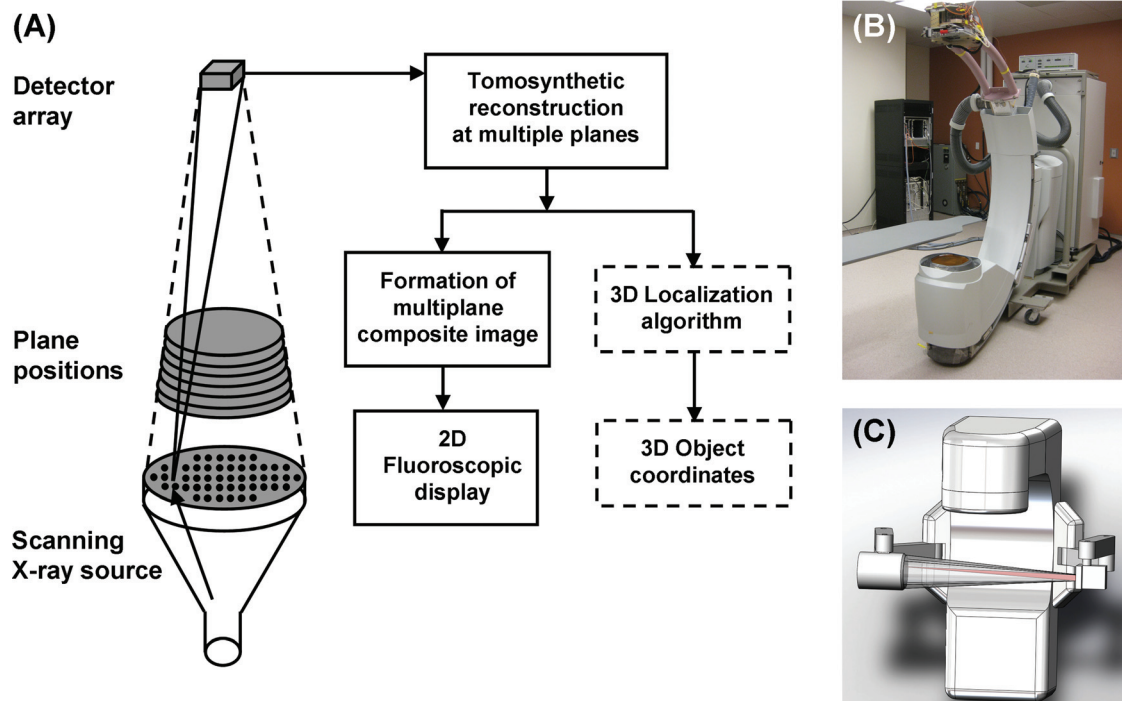 (A)
Detector
array
Tomosynthetic
reconstruction
at multiple planes
Formation of
multiplane
composite image
3D Localization
algorithm
Plane
positions
2D
Fluoroscopic
display
3D Object
coordinates
Scanning
X-ray source
(B)
(C)